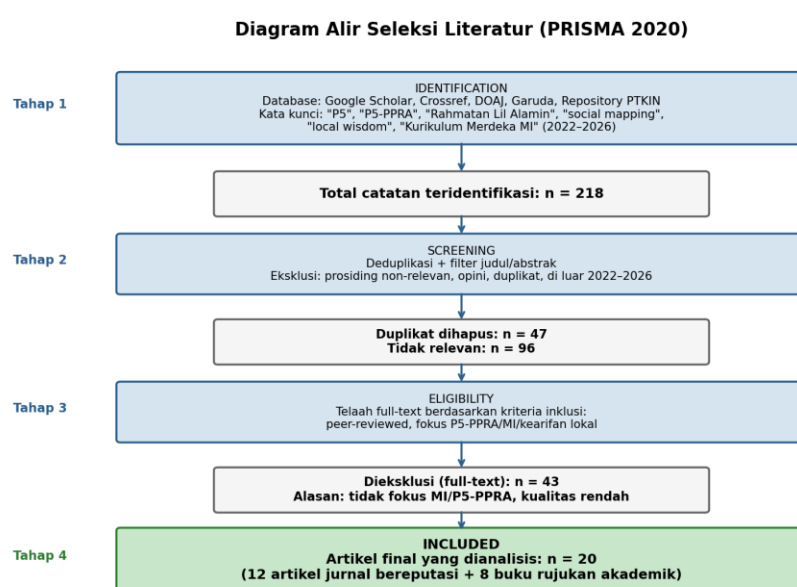 Diagram Alir Seleksi Literatur (PRISMA 2020)
Tahap 1
IDENTIFICATION
Database: Google Scholar, Crossref, DOAJ, Garuda, Repository PTKIN
Kata kunci: "P5", "P5-PPRA", "Rahmatan Lil Alamin", "social mapping",
"local wisdom", "Kurikulum Merdeka MI" (2022–2026)
Total catatan teridentifikasi: n = 218
Tahap 2
SCREENING
Deduplikasi + filter judul/abstrak
Eksklusi: prosiding non-relevan, opini, duplikat, di luar 2022–2026
Duplikat dihapus: n = 47
Tidak relevan: n = 96
Tahap 3
ELIGIBILITY
Telaah full-text berdasarkan kriteria inklusi:
peer-reviewed, fokus P5-PPRA/MI/kearifan lokal
Dieksklusi (full-text): n = 43
Alasan: tidak fokus MI/P5-PPRA, kualitas rendah
Tahap 4
INCLUDED
Artikel final yang dianalisis: n = 20
(12 artikel jurnal bereputasi + 8 buku rujukan akademik)